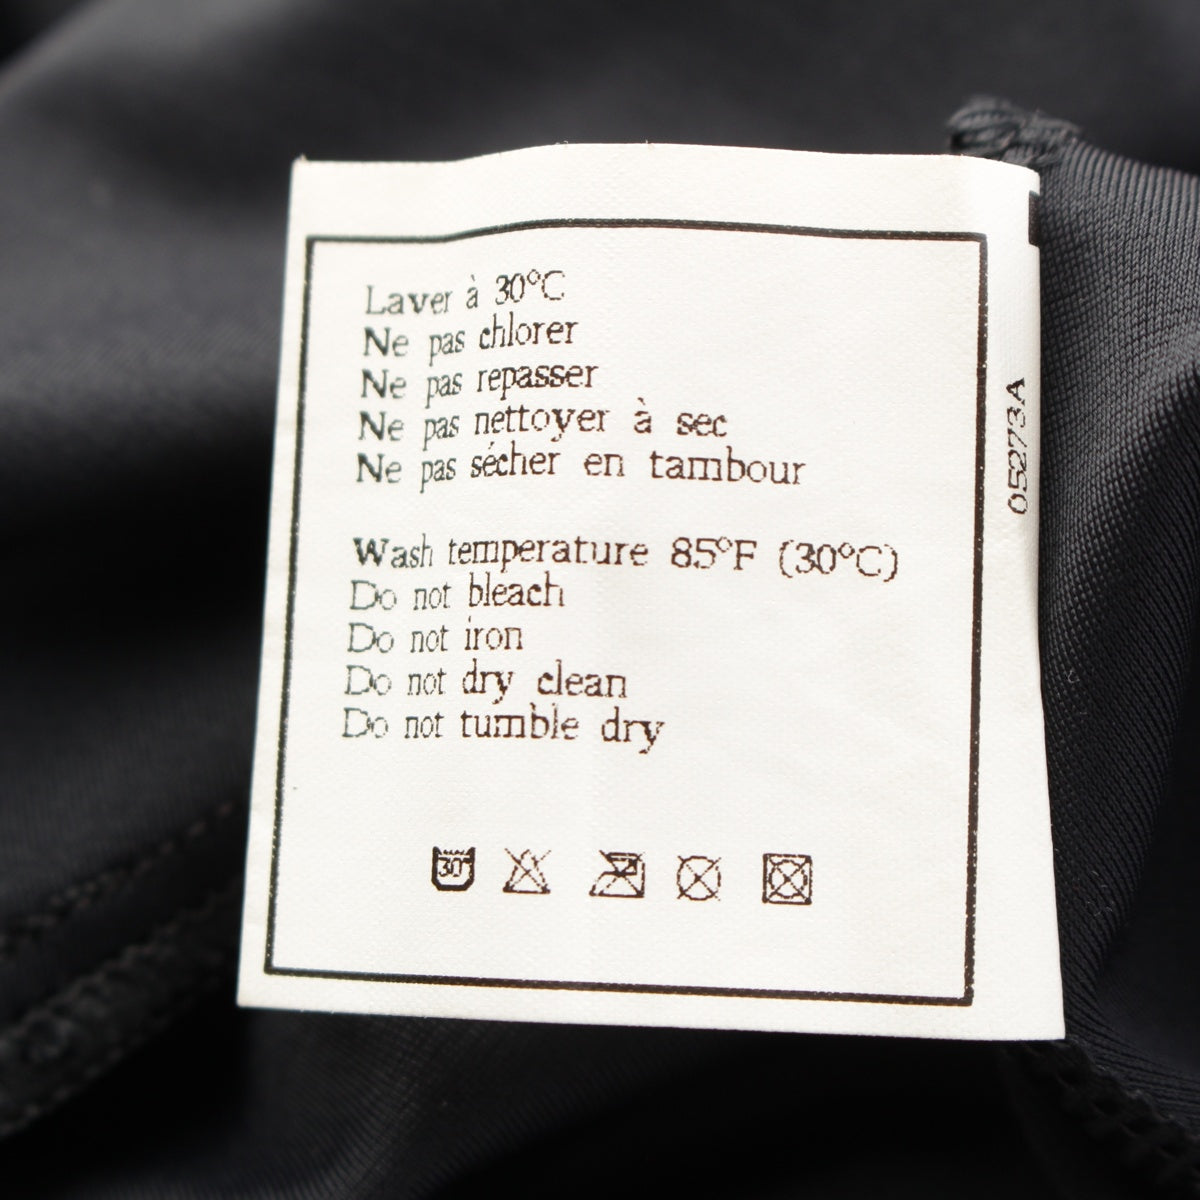 Laver à 30°C
Ne pas chlorer
Ne pas repasser
Ne pas nettoyer à sec
Ne pas sécher en tambour
Wash temperature 85°F (30°C)
Do not bleach
Do not iron
Do not dry clean
Do not tumble dry
30°
05273A